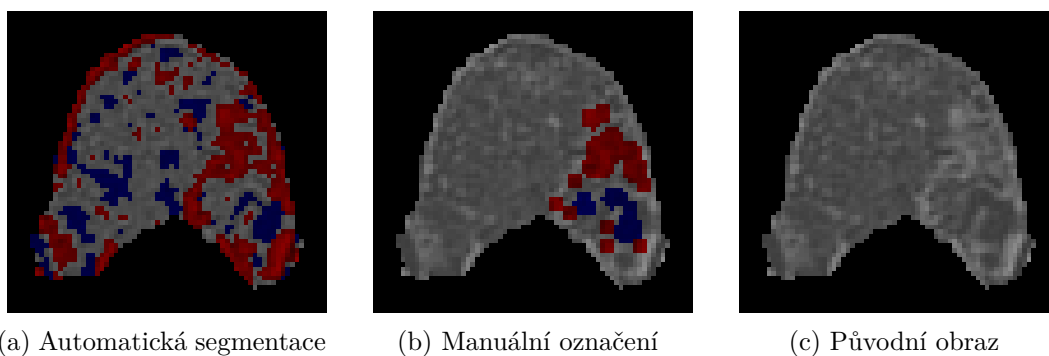 (a) Automatická segmentace
(b) Manuální označení
(c) Původní obraz